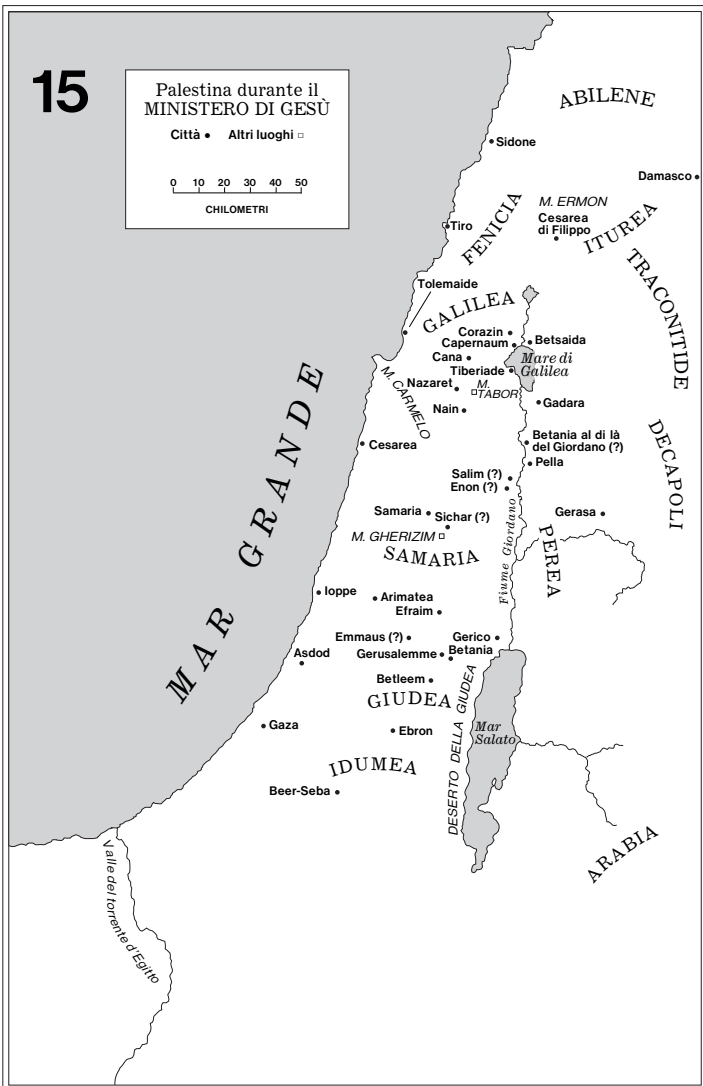 15
Palestina durante il
MINISTERO DI GESÙ
Città • Altri luoghi □
0 10 20 30 40 50
CHILOMETRI
ABILENE
Sidone
Damasco
M. ERMON
Cesarea
di Filippo
ITUREA
Tiro
FENICIA
TRACONITIDE
Tolemaide
GALILEA
Corazin
Capernaum
Betsaida
Cana
Mare di
Galilea
Tiberiade
M. CARMELO
Nazaret
M.
TABOR
Nain
Gadara
MAR GRANDE
Cesarea
Betania al di là
del Giordano (?)
DECAPOLI
Pella
Salim (?)
Enon (?)
Samaria
Sichar (?)
Gerasa
Fiume Giordano
M. GHERIZIM
SAMARIA
PEREA
Ioppe
Arimatea
Efraim
Emmaus (?)
Gerico
Asdod
Gerusalemme
Betania
Betleem
GIUDEA
DESERTO DELLA GIUDEA
Gaza
Ebron
Mar
Salato
IDUMEA
Beer-Seba
ARABIA
Valle del torrente d'Egitto